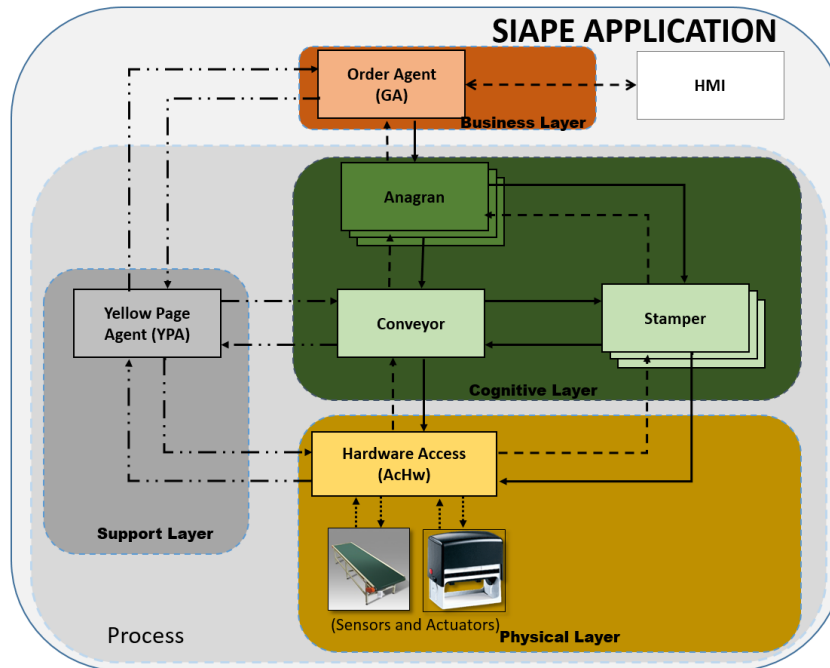 SIAPE APPLICATION
Order Agent
(GA)
HMI
Business Layer
Anagran
Yellow Page
Agent (YPA)
Conveyor
Stamper
Cognitive Layer
Hardware Access
(AcHw)
Support Layer
(Sensors and Actuators)
Process
Physical Layer